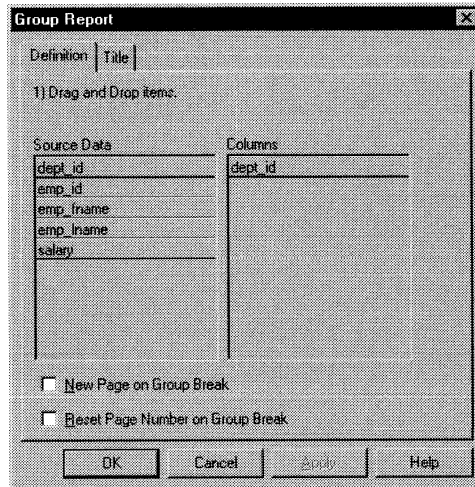 Group Report
Definition Title
1) Drag and Drop items.
Source Data Columns
dept_id dept_id
emp_id
emp_fname
emp_lname
salary
New Page on Group Break
Reset Page Number on Group Break
OK Cancel Apply Help